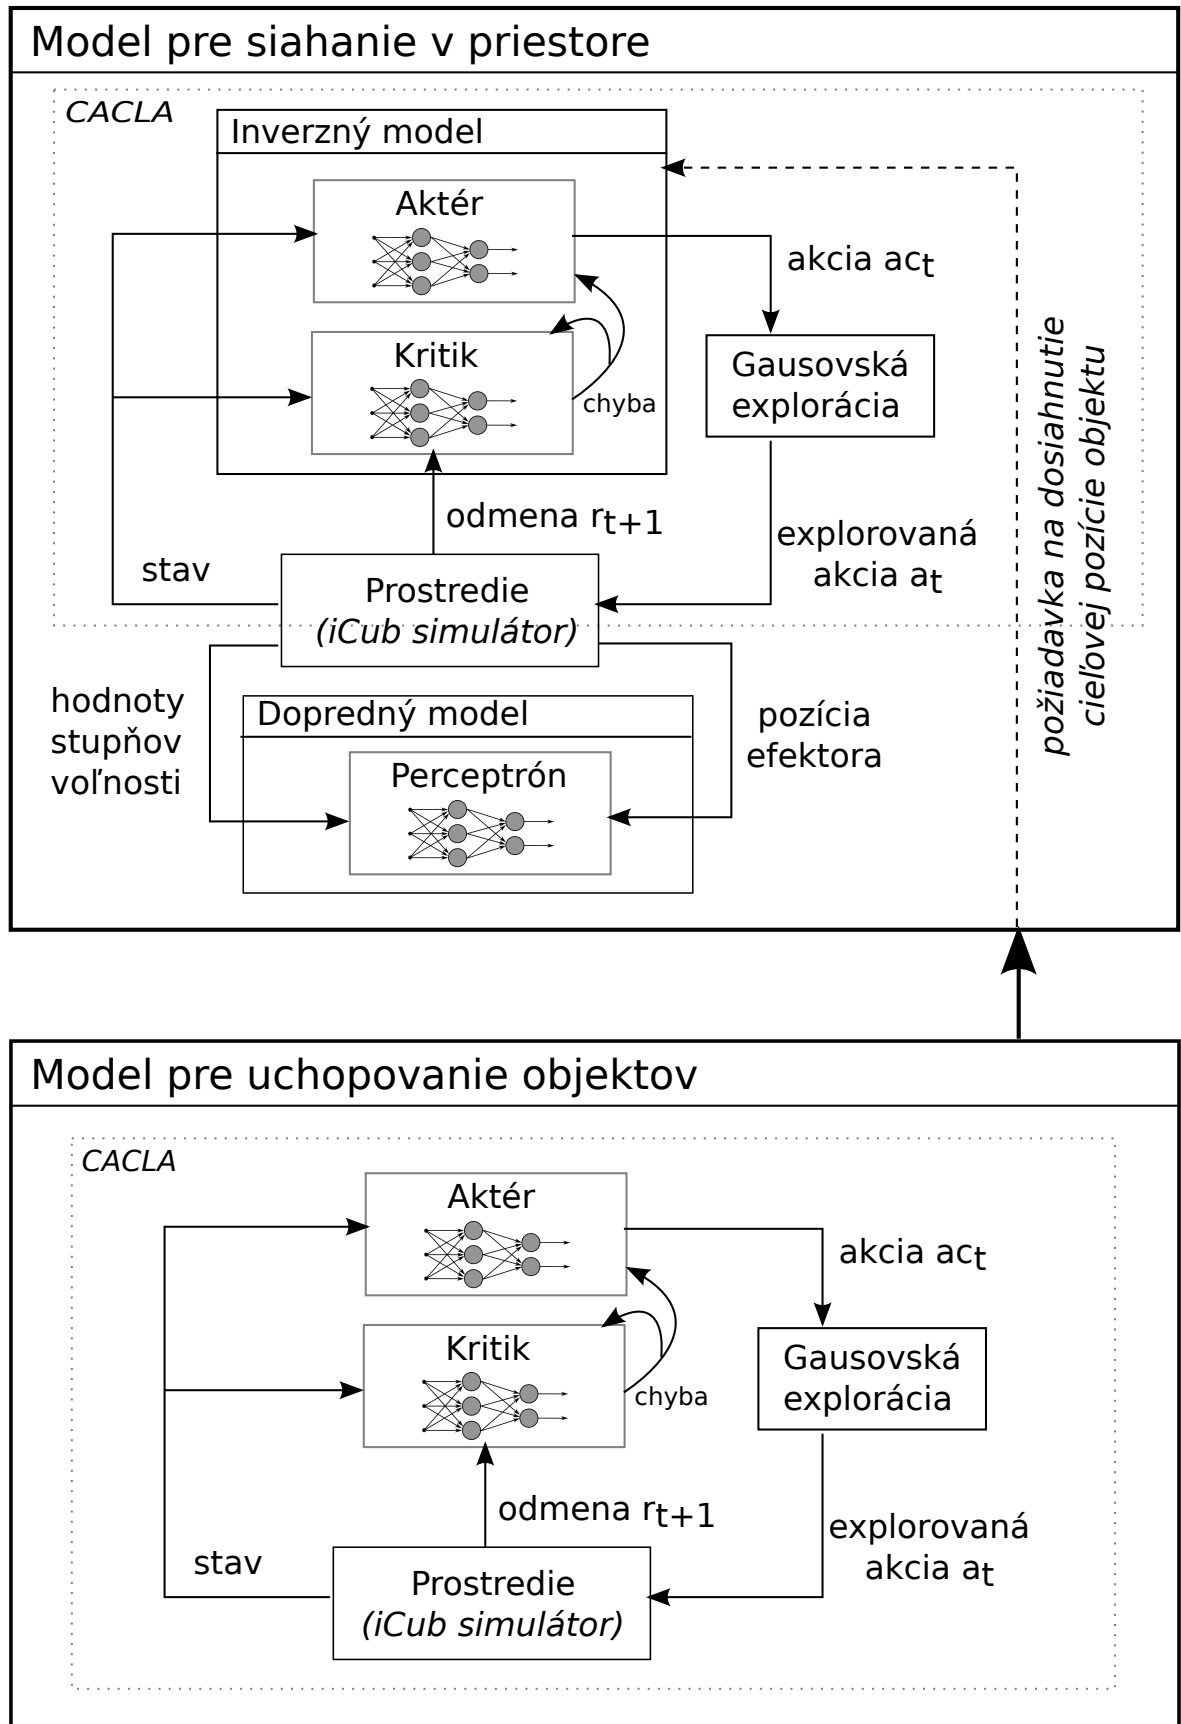 Model pre siahanie v priestore
CACLA
Inverzný model
Aktér
akcia act
Kritik
chyba
Gausovská
explorácia
odmena rt+1
explorovaná
akcia at
stav
Prostredie
(iCub simulátor)
požiadavka na dosiahnutie
cieľovej pozície objektu
hodnoty
stupňov
voľnosti
Dopredný model
Perceptrón
pozícia
efektora
Model pre uchopovanie objektov
CACLA
Aktér
akcia act
Kritik
chyba
Gausovská
explorácia
odmena rt+1
explorovaná
akcia at
stav
Prostredie
(iCub simulátor)